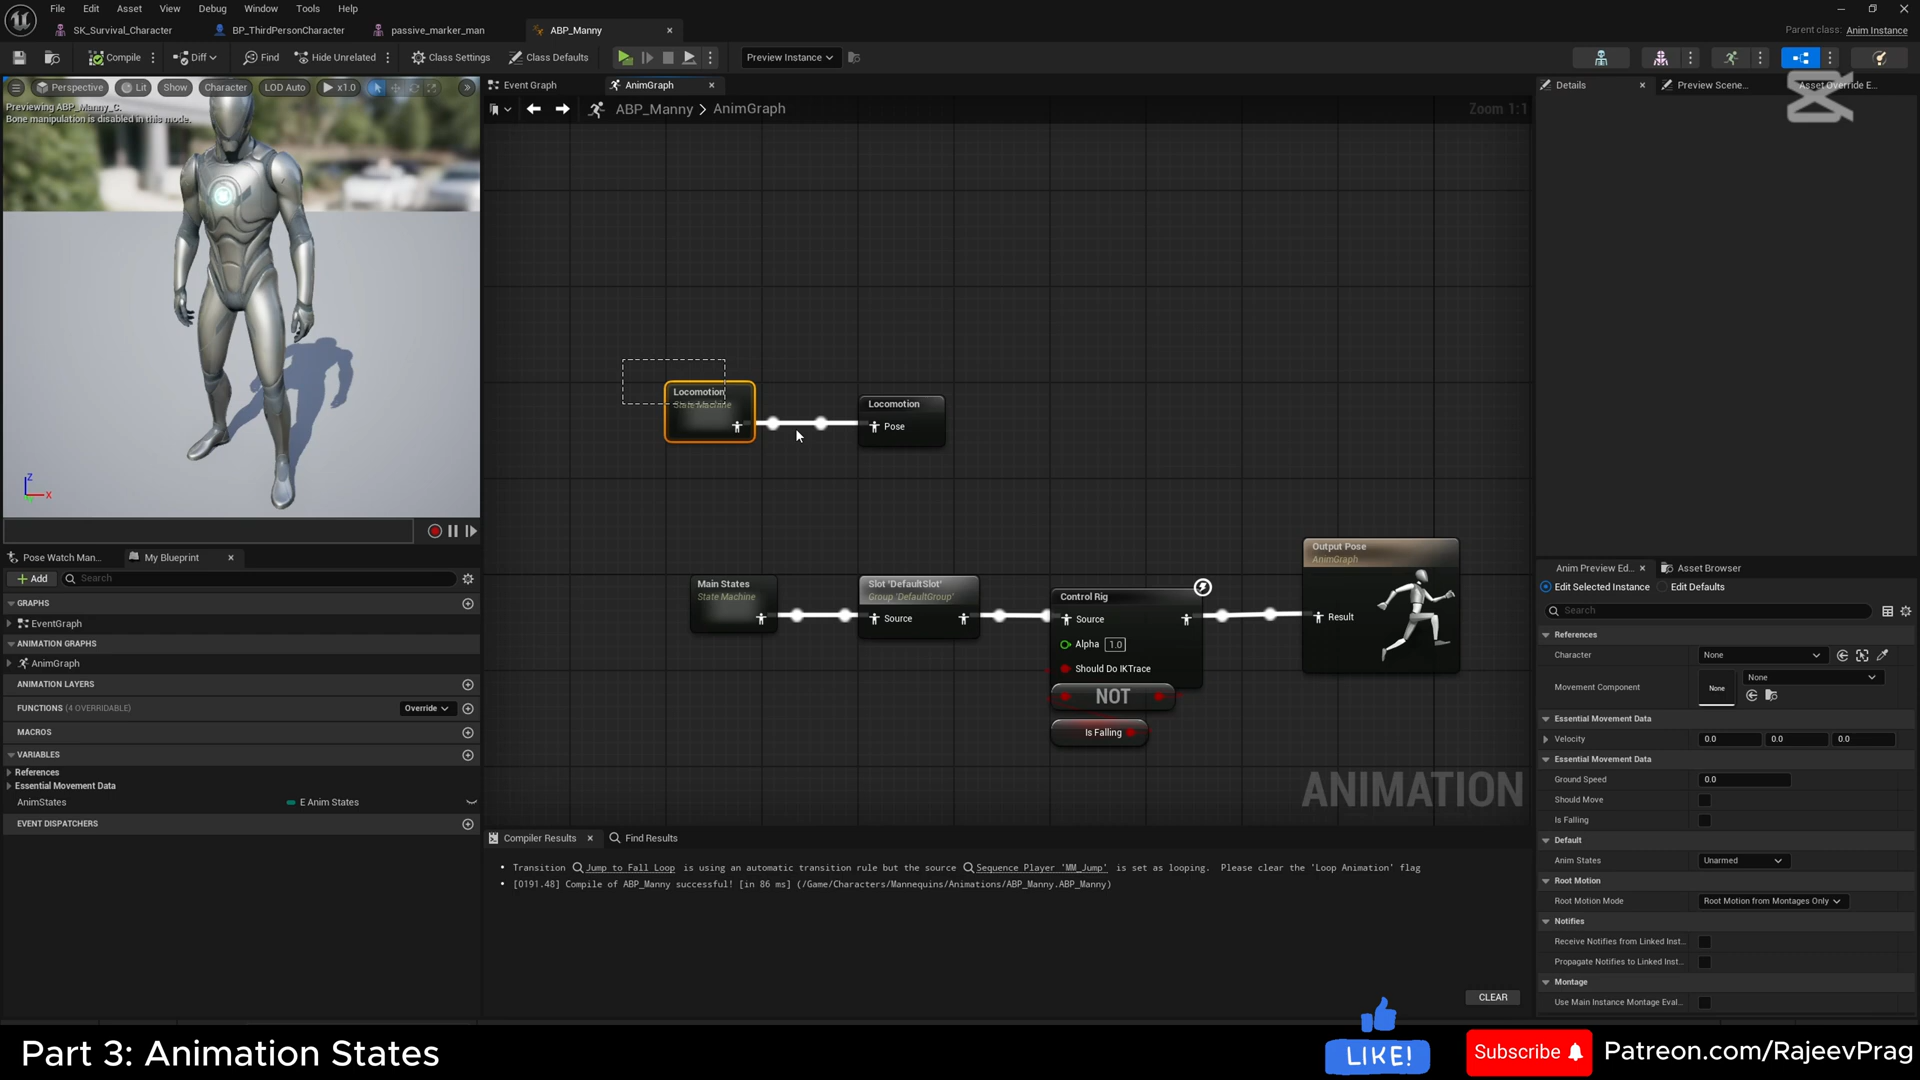 File Edit Asset View Debug Window Tools Help
SK_Survival_Character BP_ThirdPersonCharacter passive_marker_man ABP_Manny
Parent class: Anim Instance
Compile Diff Find Hide Unrelated Class Settings Class Defaults Preview Instance
Perspective Lit Show Character LOD Auto x1.0
Previewing ABP_Manny_C.
Bone manipulation is disabled in this mode.
Z
X
Event Graph AnimGraph
ABP_Manny > AnimGraph
Zoom 1:1
Locomotion
State Machine
Locomotion
Pose
Main States
State Machine
Slot 'DefaultSlot'
Group 'DefaultGroup'
Source
Control Rig
Source
Alpha 1.0
Should Do IKTrace
NOT
Is Falling
Output Pose
AnimGraph
Result
ANIMATION
Pose Watch Man... My Blueprint
Add Search
GRAPHS
EventGraph
ANIMATION GRAPHS
AnimGraph
ANIMATION LAYERS
FUNCTIONS (4 OVERRIDABLE) Override
MACROS
VARIABLES
References
Essential Movement Data
AnimStates E Anim States
EVENT DISPATCHERS
Compiler Results Find Results
Transition Jump to Fall Loop is using an automatic transition rule but the source Sequence Player 'MM_Jump' is set as looping. Please clear the 'Loop Animation' flag
[0191.48] Compile of ABP_Manny successful! [in 86 ms] (/Game/Characters/Mannequins/Animations/ABP_Manny.ABP_Manny)
CLEAR
Details Preview Scene... Asset Override E...
Anim Preview Ed... Asset Browser
Edit Selected Instance Edit Defaults
Search
References
Character None
Movement Component None None
Essential Movement Data
Velocity 0.0 0.0 0.0
Essential Movement Data
Ground Speed 0.0
Should Move
Is Falling
Default
Anim States Unarmed
Root Motion
Root Motion Mode Root Motion from Montages Only
Notifies
Receive Notifies from Linked Inst...
Propagate Notifies to Linked Inst...
Montage
Use Main Instance Montage Eval...
Part 3: Animation States
LIKE!
Subscribe
Patreon.com/RajeevPrag